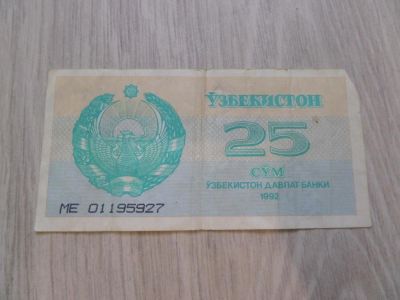 ЎЗБЕКИСТОН
25
СЎМ
ЎЗБЕКИСТОН ДАВЛАТ БАНКИ
1992
МЕ 01195927